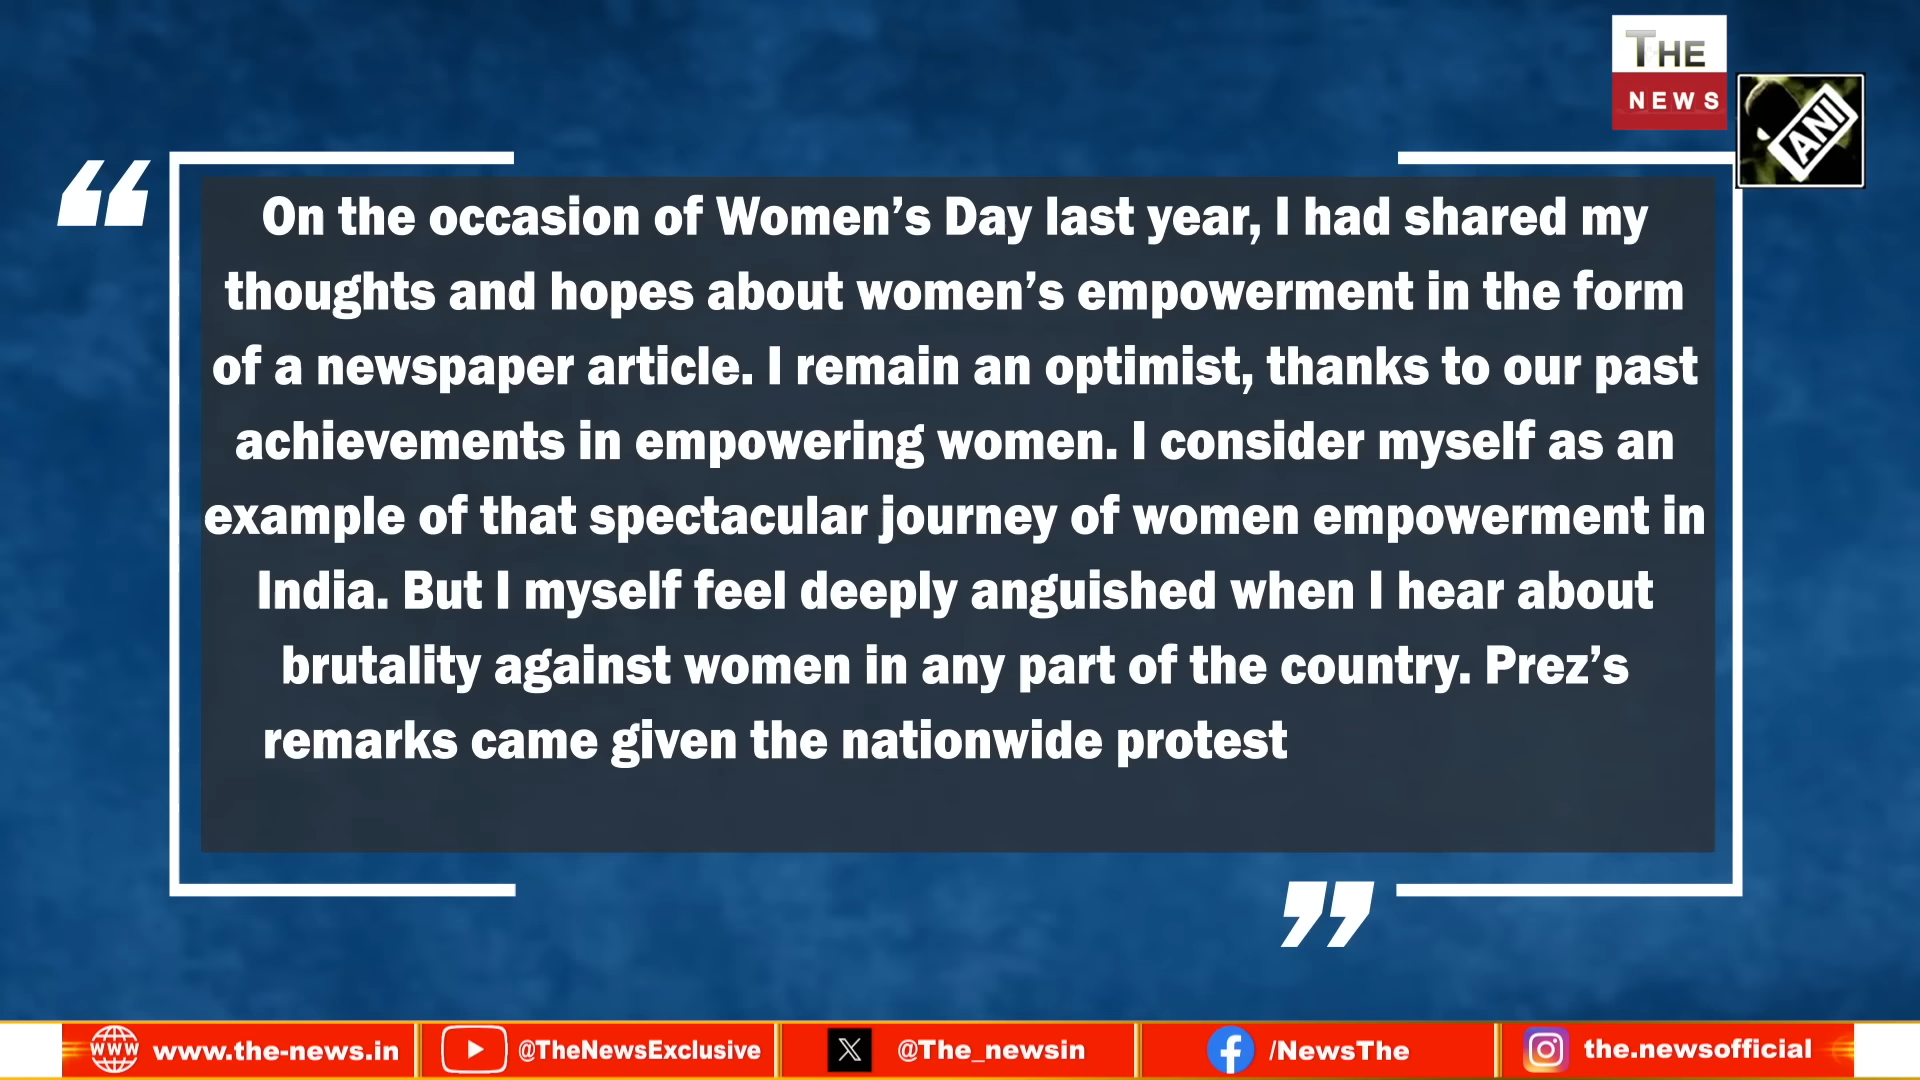 THE
NEWS
ANI
“
On the occasion of Women’s Day last year, I had shared my
thoughts and hopes about women’s empowerment in the form
of a newspaper article. I remain an optimist, thanks to our past
achievements in empowering women. I consider myself as an
example of that spectacular journey of women empowerment in
India. But I myself feel deeply anguished when I hear about
brutality against women in any part of the country. Prez’s
remarks came given the nationwide protest
”
WWW www.the-news.in
@TheNewsExclusive
X @The_newsin
f /NewsThe
the.newsofficial